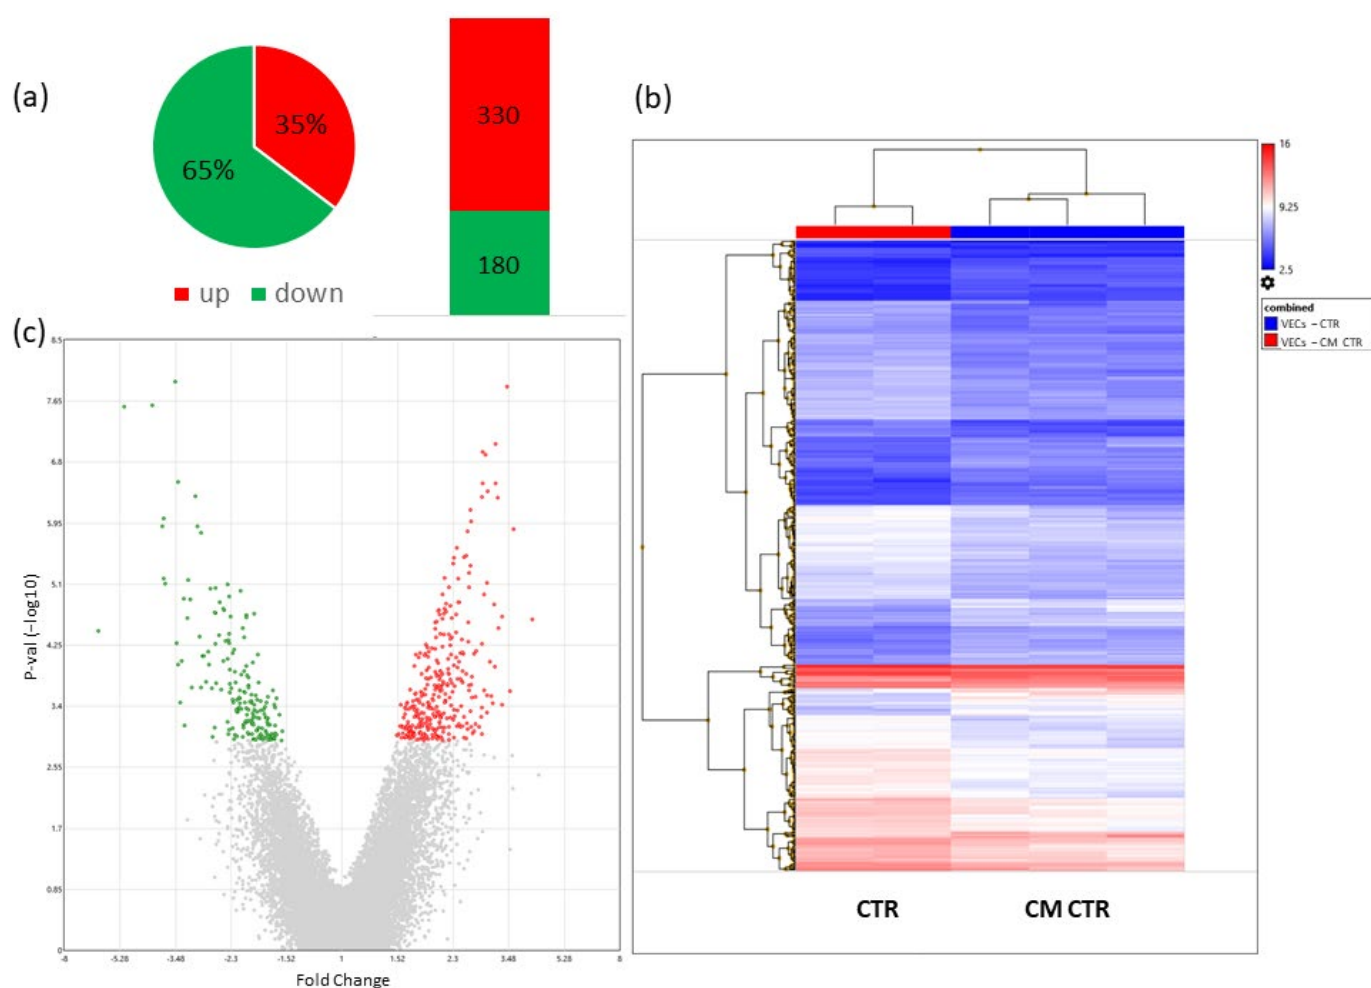 (a)
35%
65%
up down
330
180
(b)
16
9.25
2.5
combined
VECs – CTR
VECs – CM CTR
CTR
CM CTR
(c)
8.5
7.65
6.8
5.95
5.1
4.25
3.4
2.55
1.7
0.85
0
P-val (–log10)
-8 -5.28 -3.48 -2.3 -1.52 1 1.52 2.3 3.48 5.28 8
Fold Change